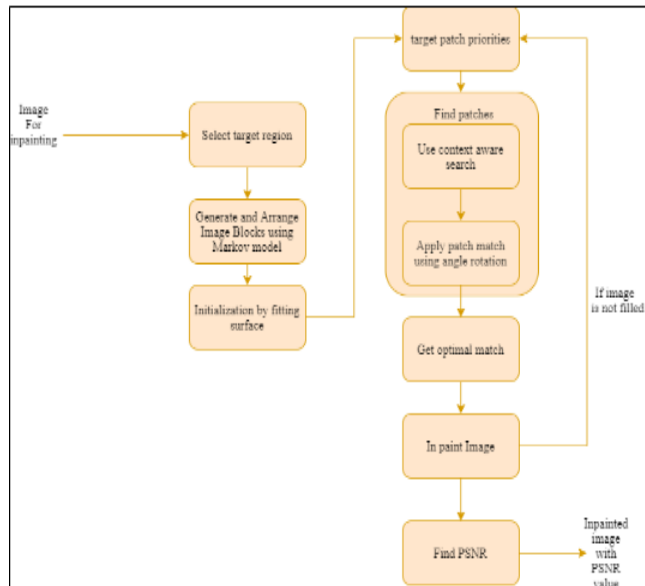 Image
For
inpainting
Select target region
Generate and Arrange
Image Blocks using
Markov model
Initialization by fitting
surface
target patch priorities
Find patches
Use context aware
search
Apply patch match
using angle rotation
Get optimal match
In paint Image
If image
is not filled
Find PSNR
Inpainted
image
with
PSNR
value